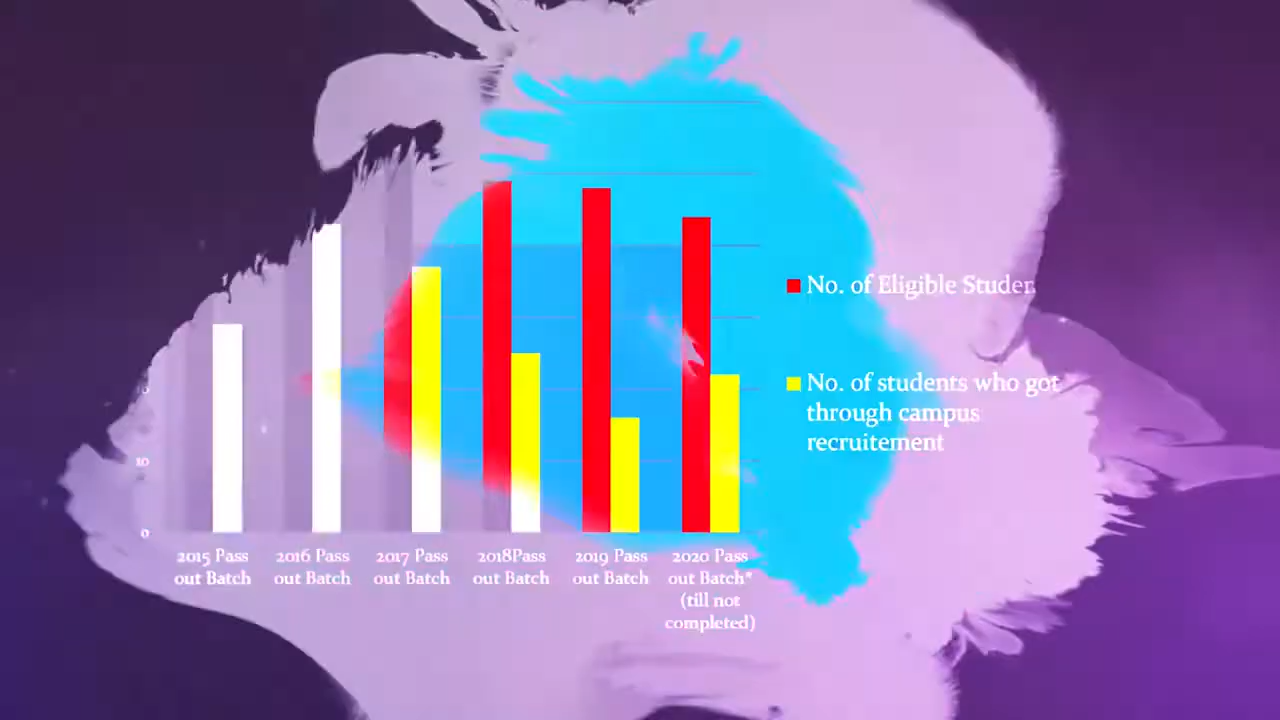 No. of Eligible Studen
No. of students who got
through campus
recruitement
10
0
2015 Pass
out Batch
2016 Pass
out Batch
2017 Pass
out Batch
2018Pass
out Batch
2019 Pass
out Batch
2020 Pass
out Batch*
(till not
completed)